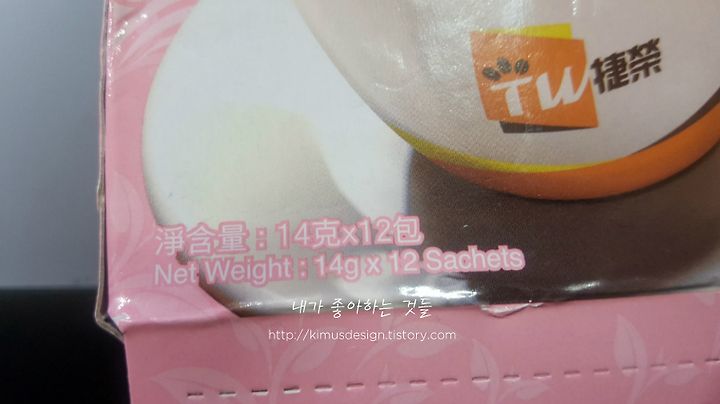 TW 捷榮
淨含量：14克x12包
Net Weight : 14g x 12 Sachets
내가 좋아하는 것들
http://kimusdesign.tistory.com